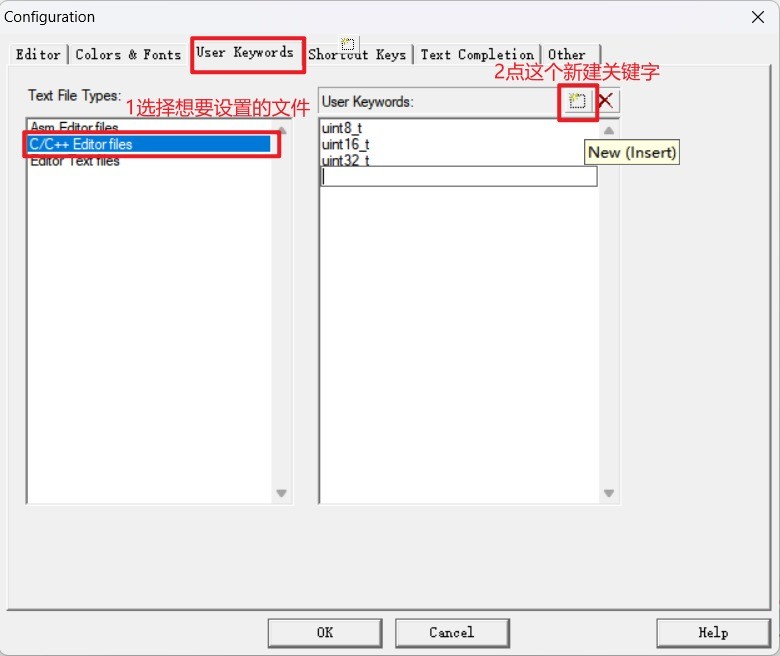 Configuration
Editor
Colors & Fonts
User Keywords
Shortcut Keys
Text Completion
Other
2点这个新建关键字
Text File Types:
1选择想要设置的文件
User Keywords:
Asm Editor files
C/C++ Editor files
Editor Text files
uint8_t
uint16_t
uint32_t
New (Insert)
OK
Cancel
Help